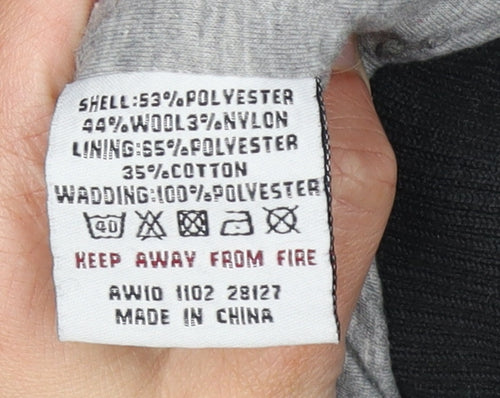 SHELL:53%POLYESTER
44%WOOL3%NYLON
LINING:65%POLYESTER
35%COTTON
WADDING:100%POLYESTER
40
KEEP AWAY FROM FIRE
AW10 1102 28127
MADE IN CHINA